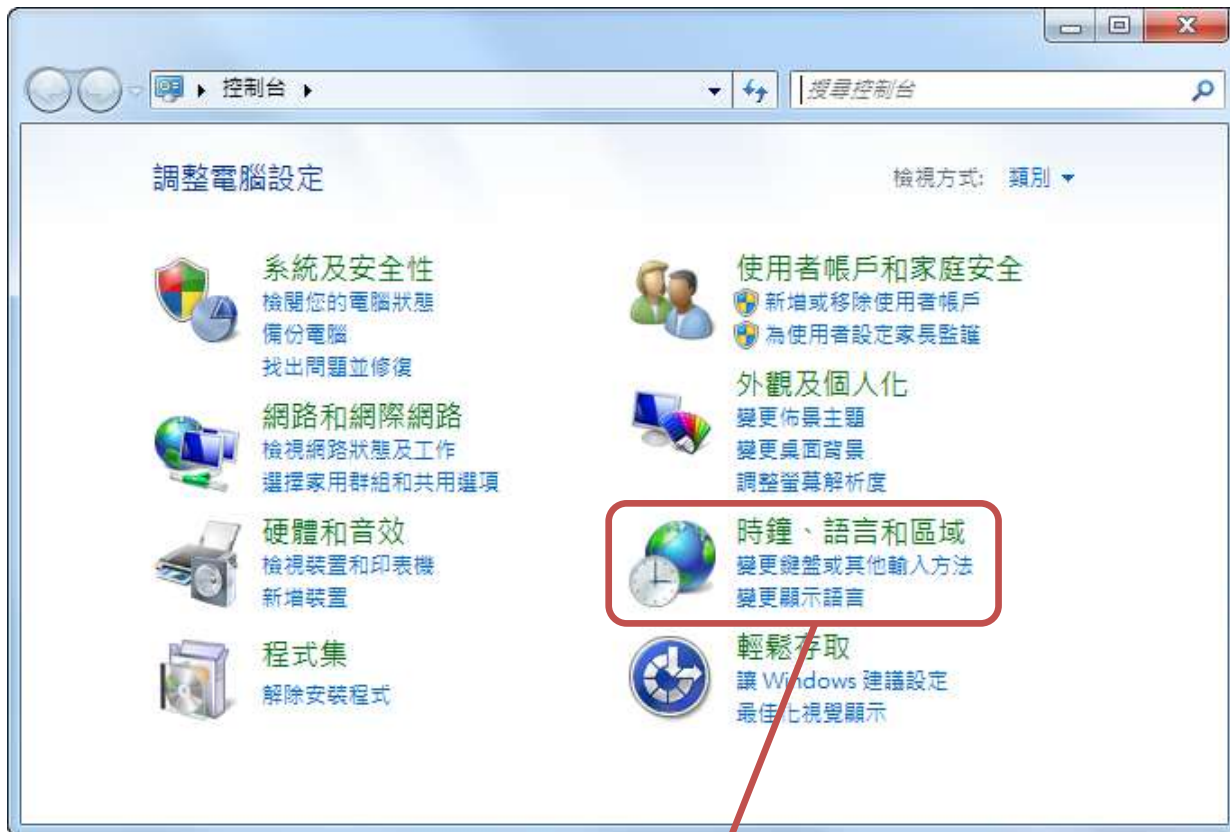 控制台
搜尋控制台
調整電腦設定
檢視方式: 類別
系統及安全性
檢閱您的電腦狀態
備份電腦
找出問題並修復
網路和網際網路
檢視網路狀態及工作
選擇家用群組和共用選項
硬體和音效
檢視裝置和印表機
新增裝置
程式集
解除安裝程式
使用者帳戶和家庭安全
新增或移除使用者帳戶
為使用者設定家長監護
外觀及個人化
變更佈景主題
變更桌面背景
調整螢幕解析度
時鐘、語言和區域
變更鍵盤或其他輸入方法
變更顯示語言
輕鬆存取
讓 Windows 建議設定
最佳化視覺顯示